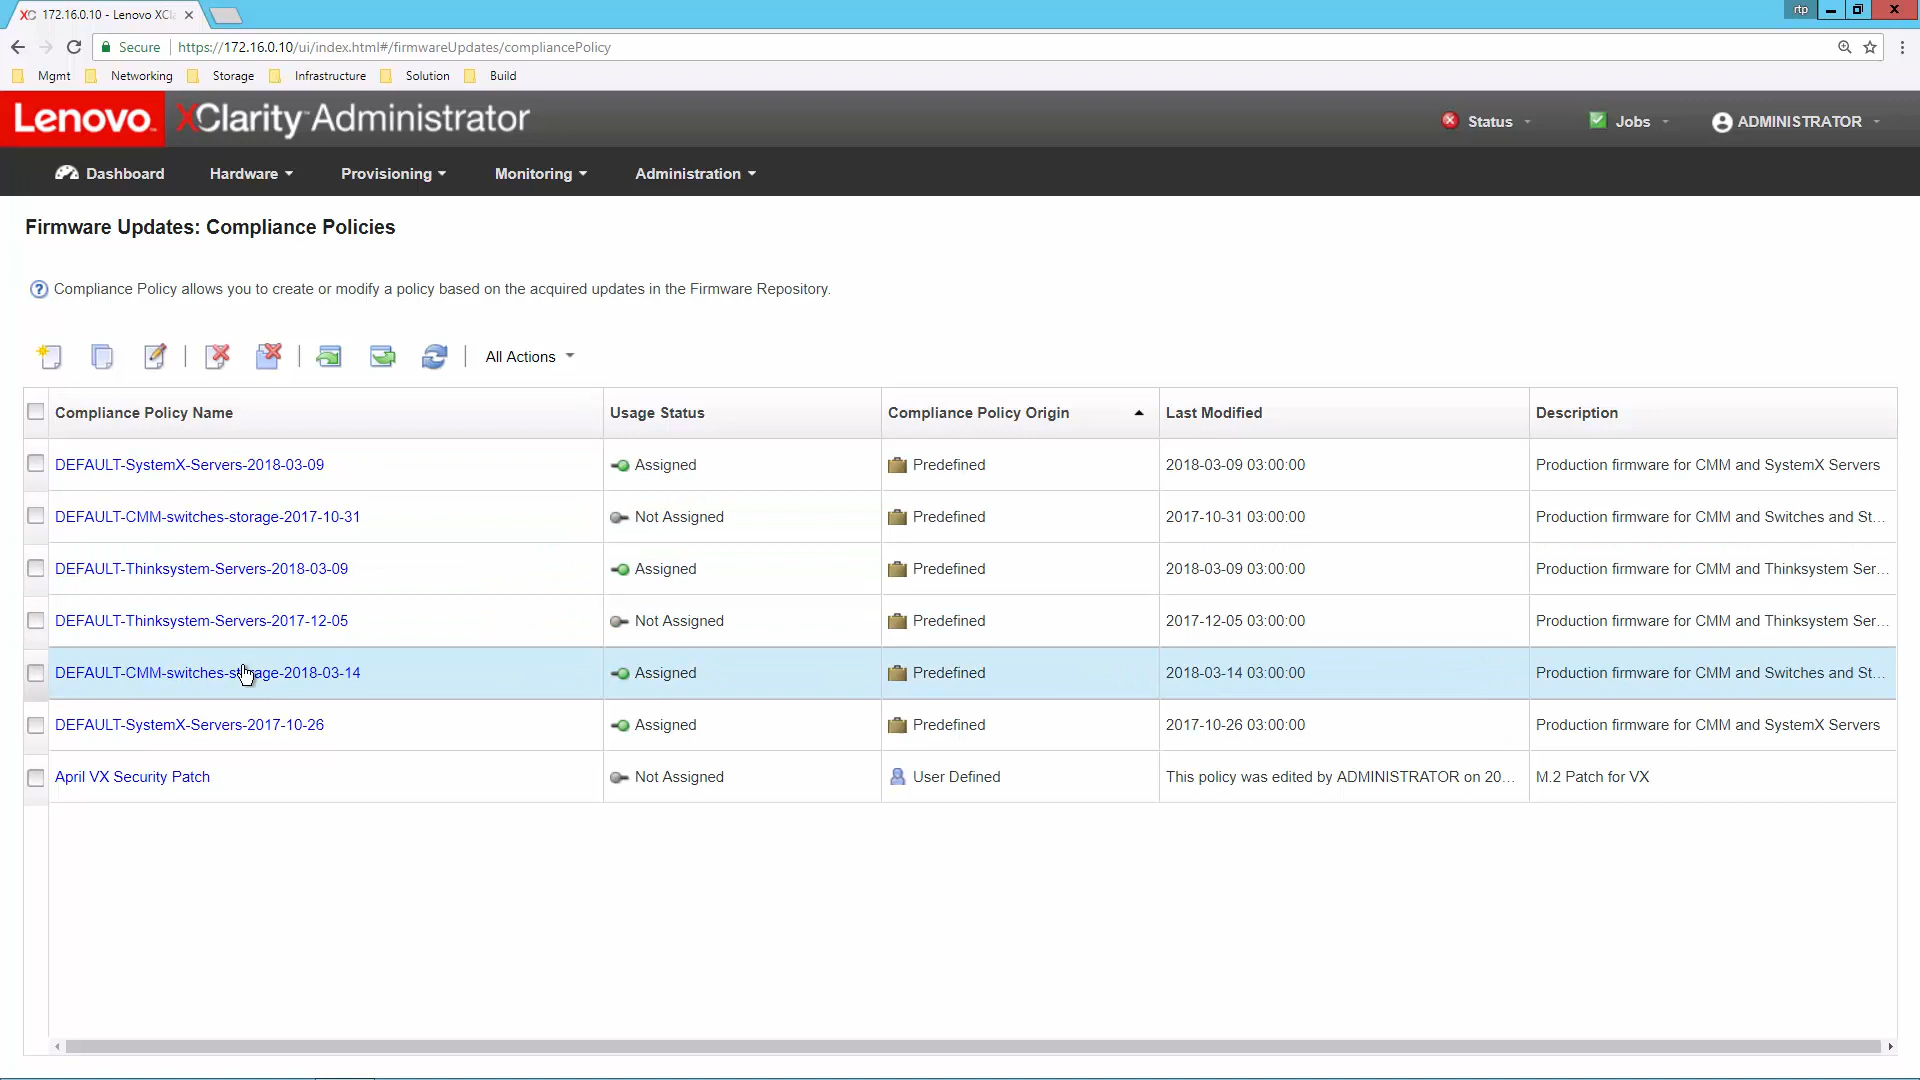 XC 172.16.0.10 - Lenovo XCl
rtp
Secure https://172.16.0.10/ui/index.html#/firmwareUpdates/compliancePolicy
Mgmt Networking Storage Infrastructure Solution Build
Lenovo XClarity Administrator Status Jobs ADMINISTRATOR
Dashboard Hardware Provisioning Monitoring Administration
Firmware Updates: Compliance Policies
? Compliance Policy allows you to create or modify a policy based on the acquired updates in the Firmware Repository.
All Actions
Compliance Policy Name Usage Status Compliance Policy Origin Last Modified Description
DEFAULT-SystemX-Servers-2018-03-09 Assigned Predefined 2018-03-09 03:00:00 Production firmware for CMM and SystemX Servers
DEFAULT-CMM-switches-storage-2017-10-31 Not Assigned Predefined 2017-10-31 03:00:00 Production firmware for CMM and Switches and St...
DEFAULT-Thinksystem-Servers-2018-03-09 Assigned Predefined 2018-03-09 03:00:00 Production firmware for CMM and Thinksystem Ser...
DEFAULT-Thinksystem-Servers-2017-12-05 Not Assigned Predefined 2017-12-05 03:00:00 Production firmware for CMM and Thinksystem Ser...
DEFAULT-CMM-switches-storage-2018-03-14 Assigned Predefined 2018-03-14 03:00:00 Production firmware for CMM and Switches and St...
DEFAULT-SystemX-Servers-2017-10-26 Assigned Predefined 2017-10-26 03:00:00 Production firmware for CMM and SystemX Servers
April VX Security Patch Not Assigned User Defined This policy was edited by ADMINISTRATOR on 20... M.2 Patch for VX